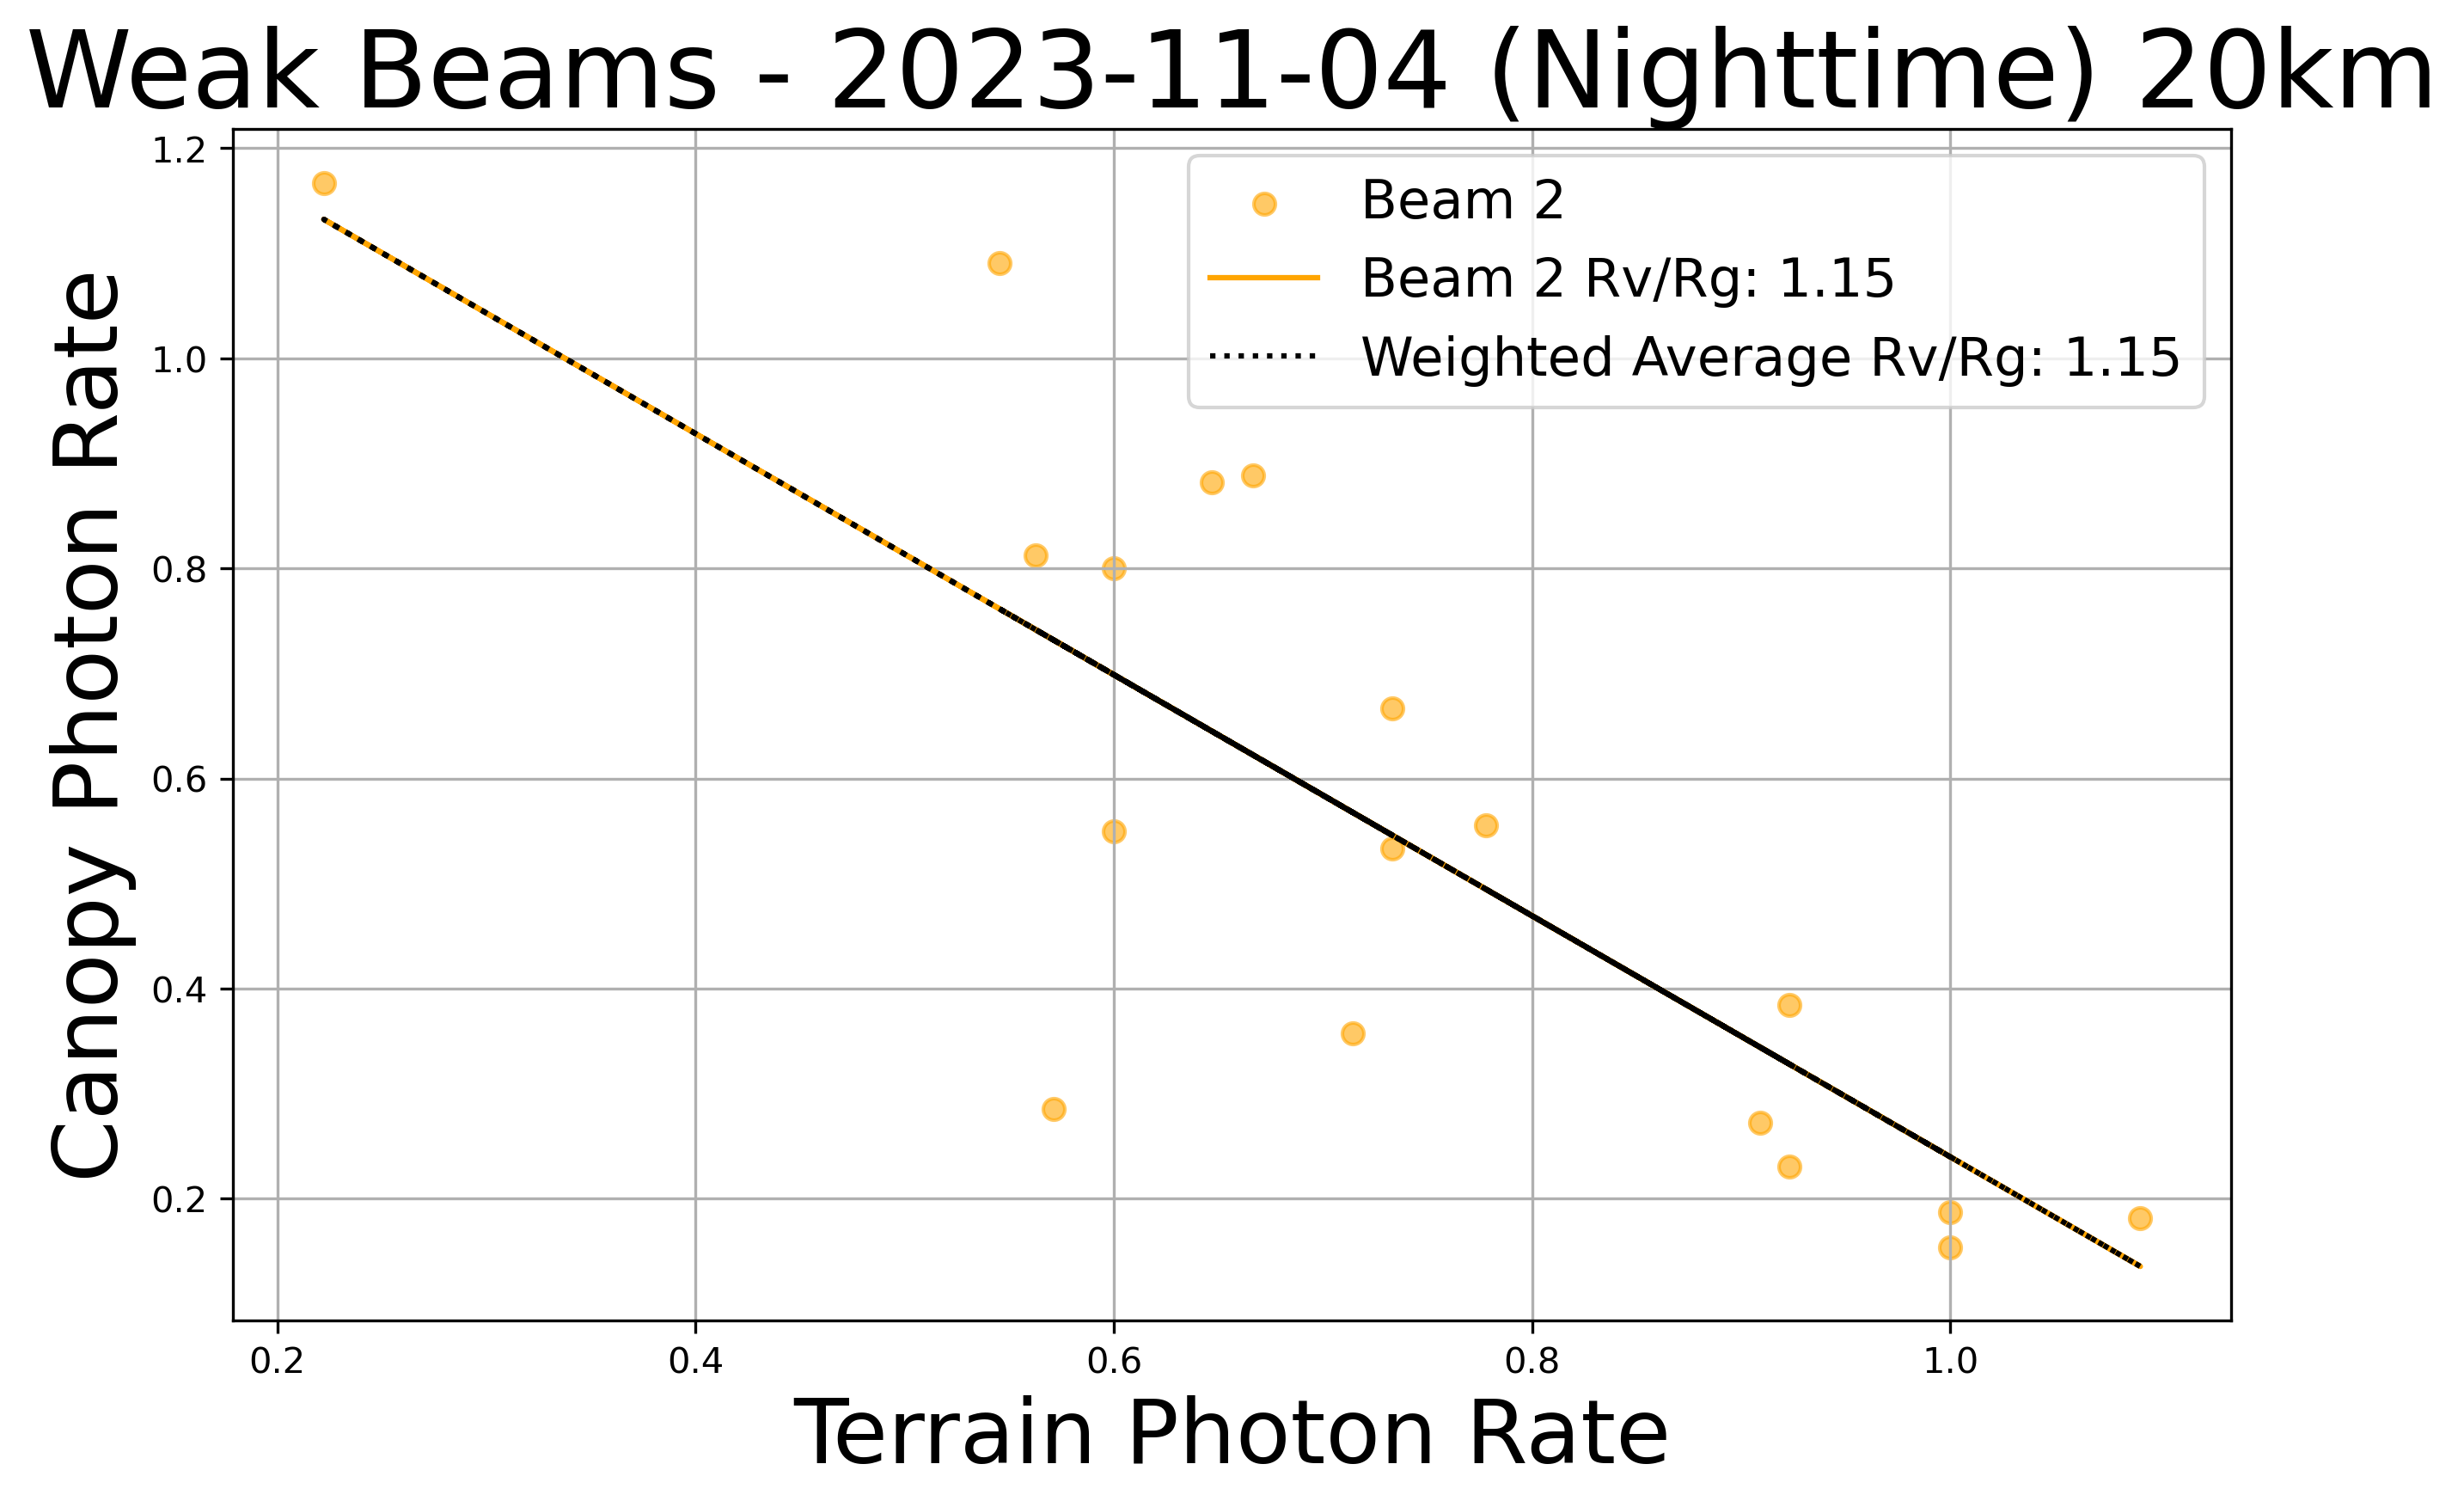 Weak Beams - 2023-11-04 (Nighttime) 20km
Canopy Photon Rate
1.2
1.0
0.8
0.6
0.4
0.2
Beam 2
Beam 2 Rv/Rg: 1.15
Weighted Average Rv/Rg: 1.15
0.2 0.4 0.6 0.8 1.0
Terrain Photon Rate